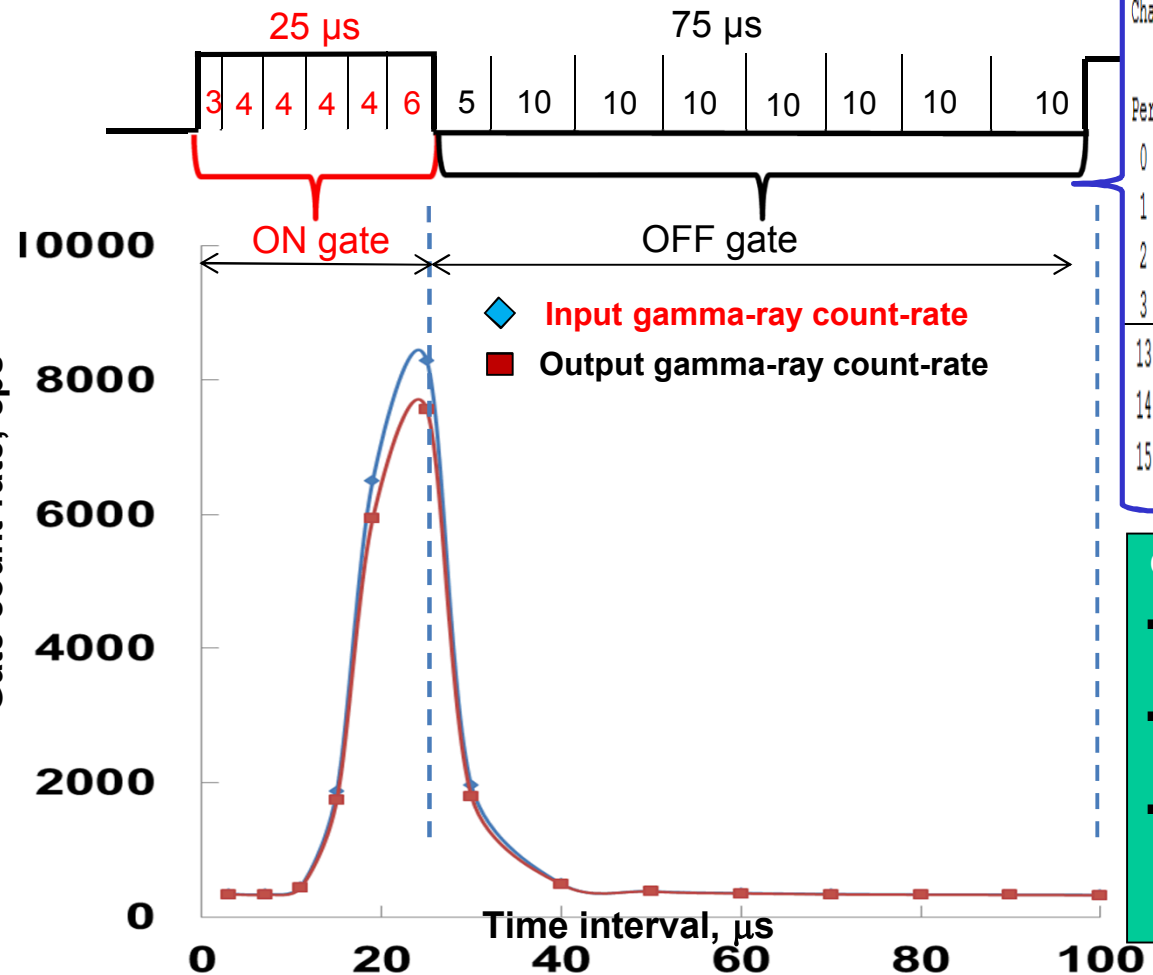 25 µs 75 µs
3 4 4 4 4 6 5 10 10 10 10 10 10 10
ON gate OFF gate
Input gamma-ray count-rate
Output gamma-ray count-rate
10000
8000
6000
4000
2000
0
Time interval, µs
0 20 40 60 80 100
0
1
2
3
13
14
15